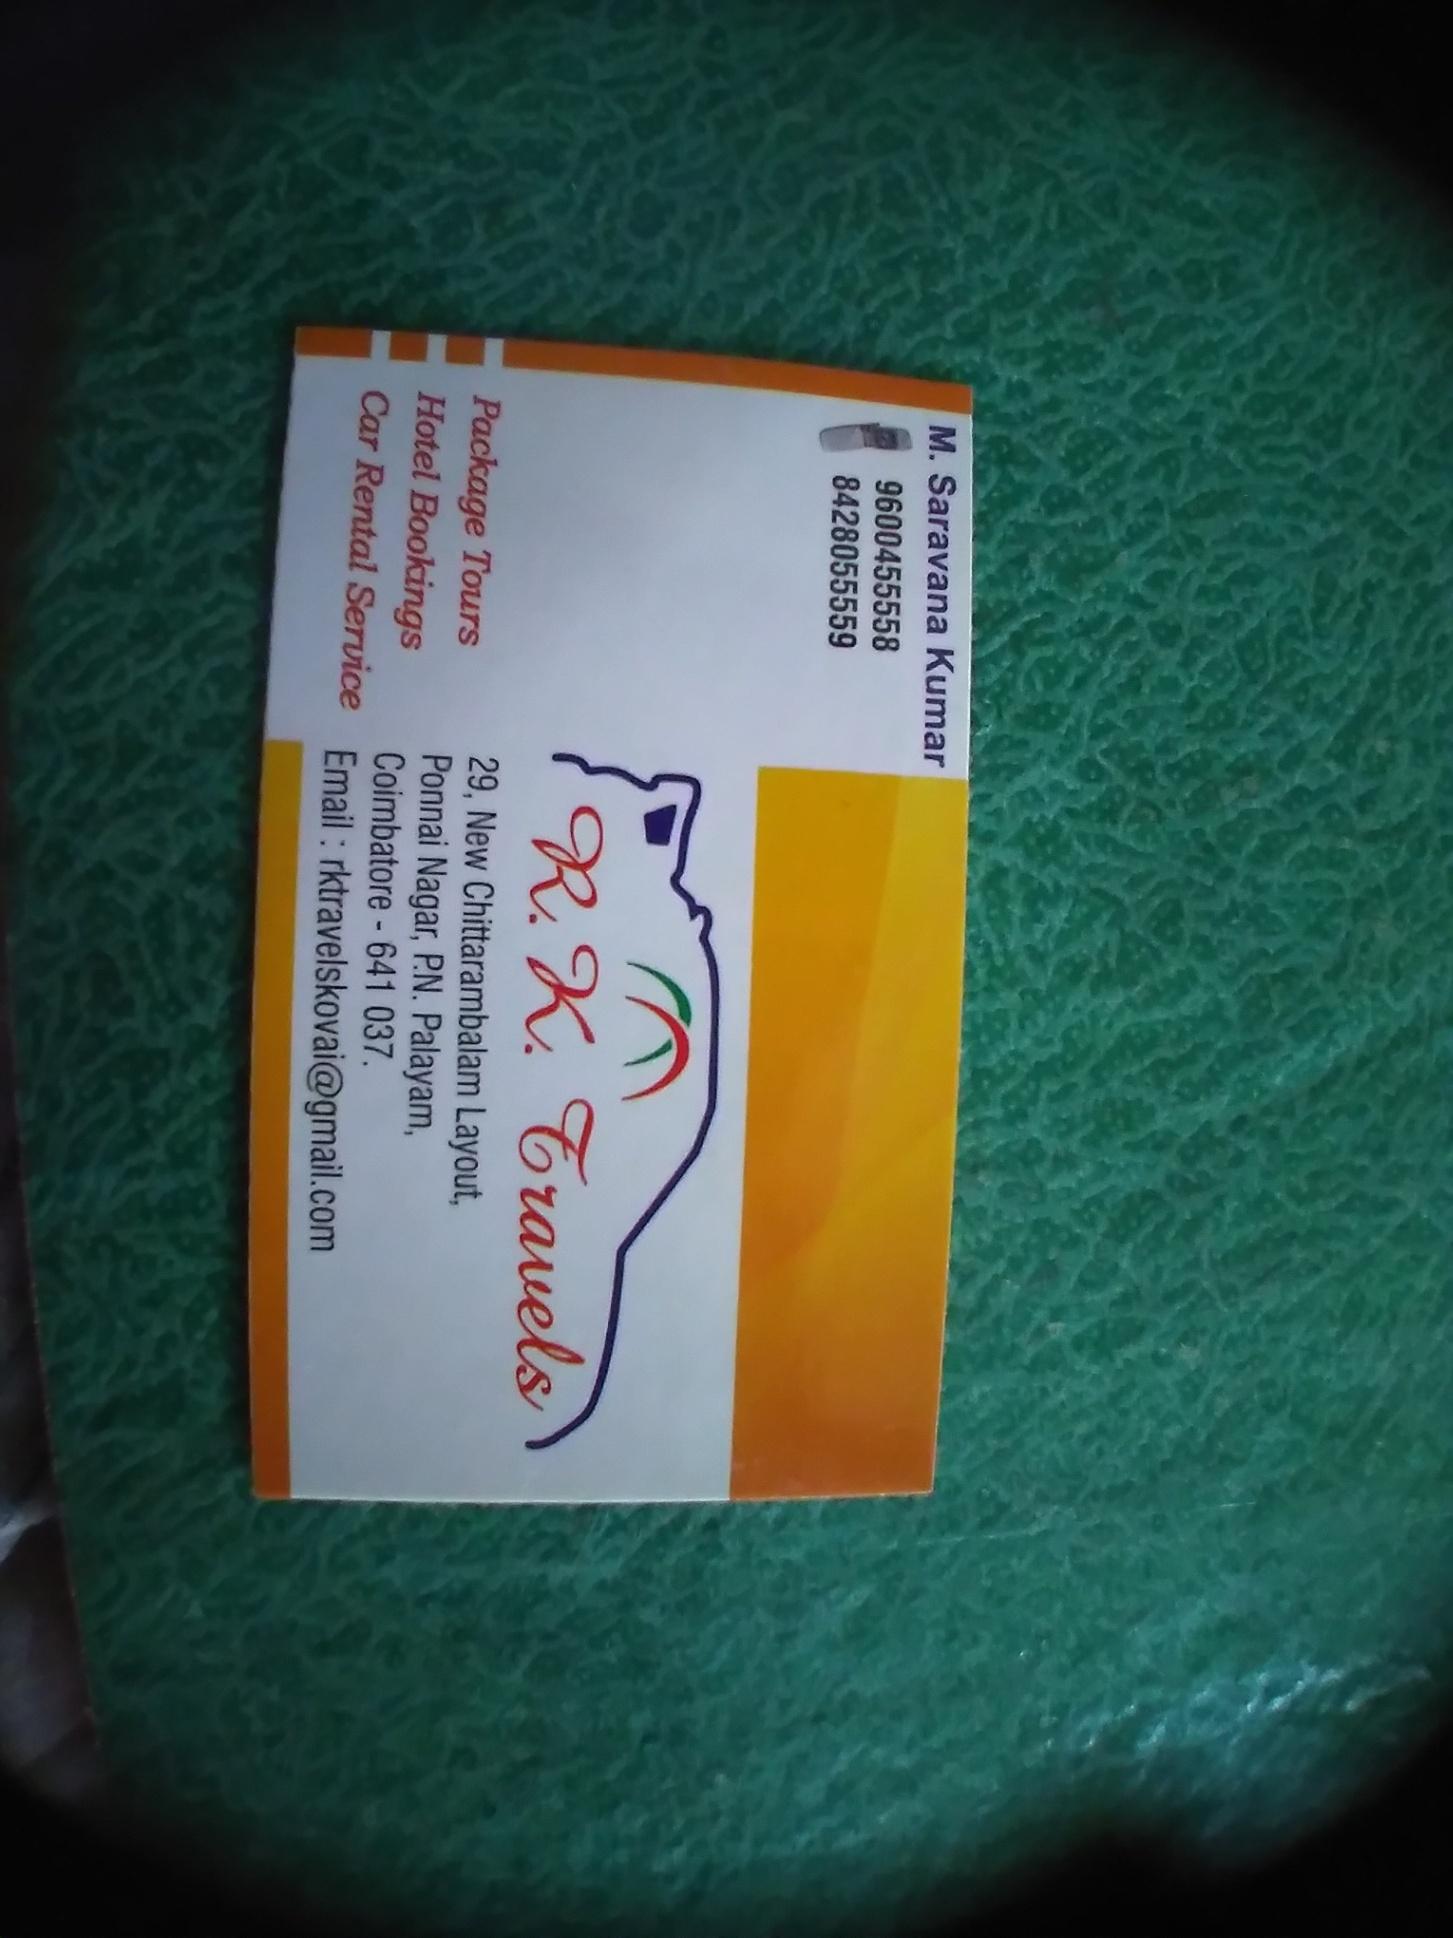 M. Saravana Kumar
9600455558
8428055559
R. K. Travels
Package Tours
Hotel Bookings
Car Rental Service
29, New Chittarambalam Layout,
Ponnai Nagar, P.N. Palayam,
Coimbatore - 641 037.
Email : rktravelskovai@gmail.com